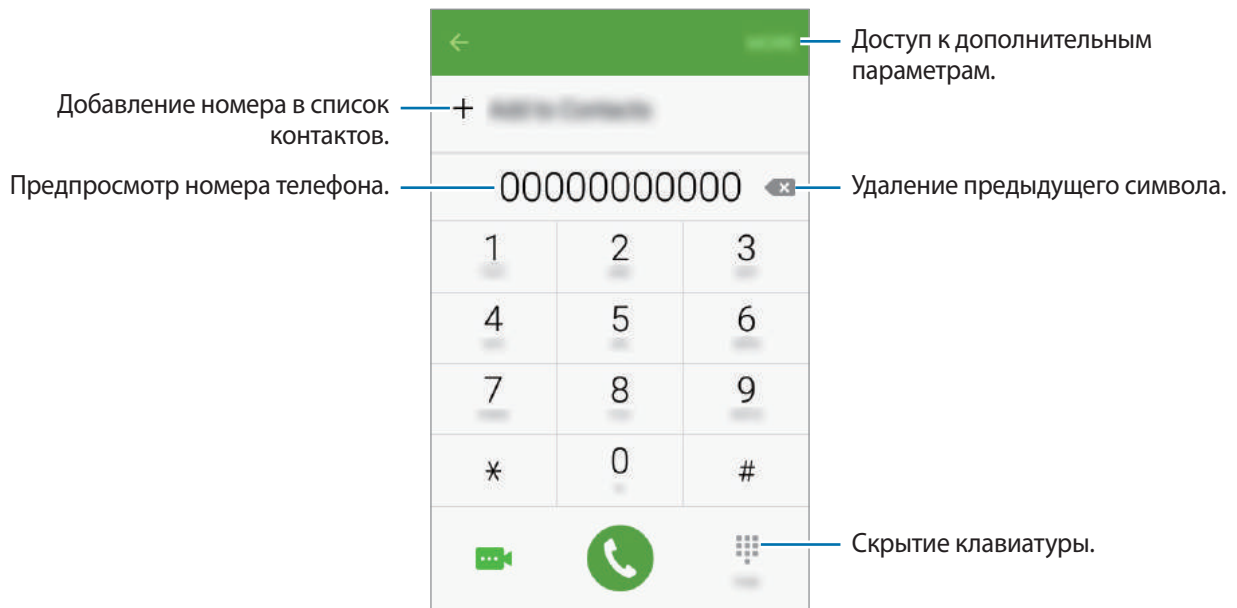 Доступ к дополнительным
параметрам.
Добавление номера в список
контактов.
Предпросмотр номера телефона.
00000000000
Удаление предыдущего символа.
1
2
3
4
5
6
7
8
9
*
0
#
Скрытие клавиатуры.